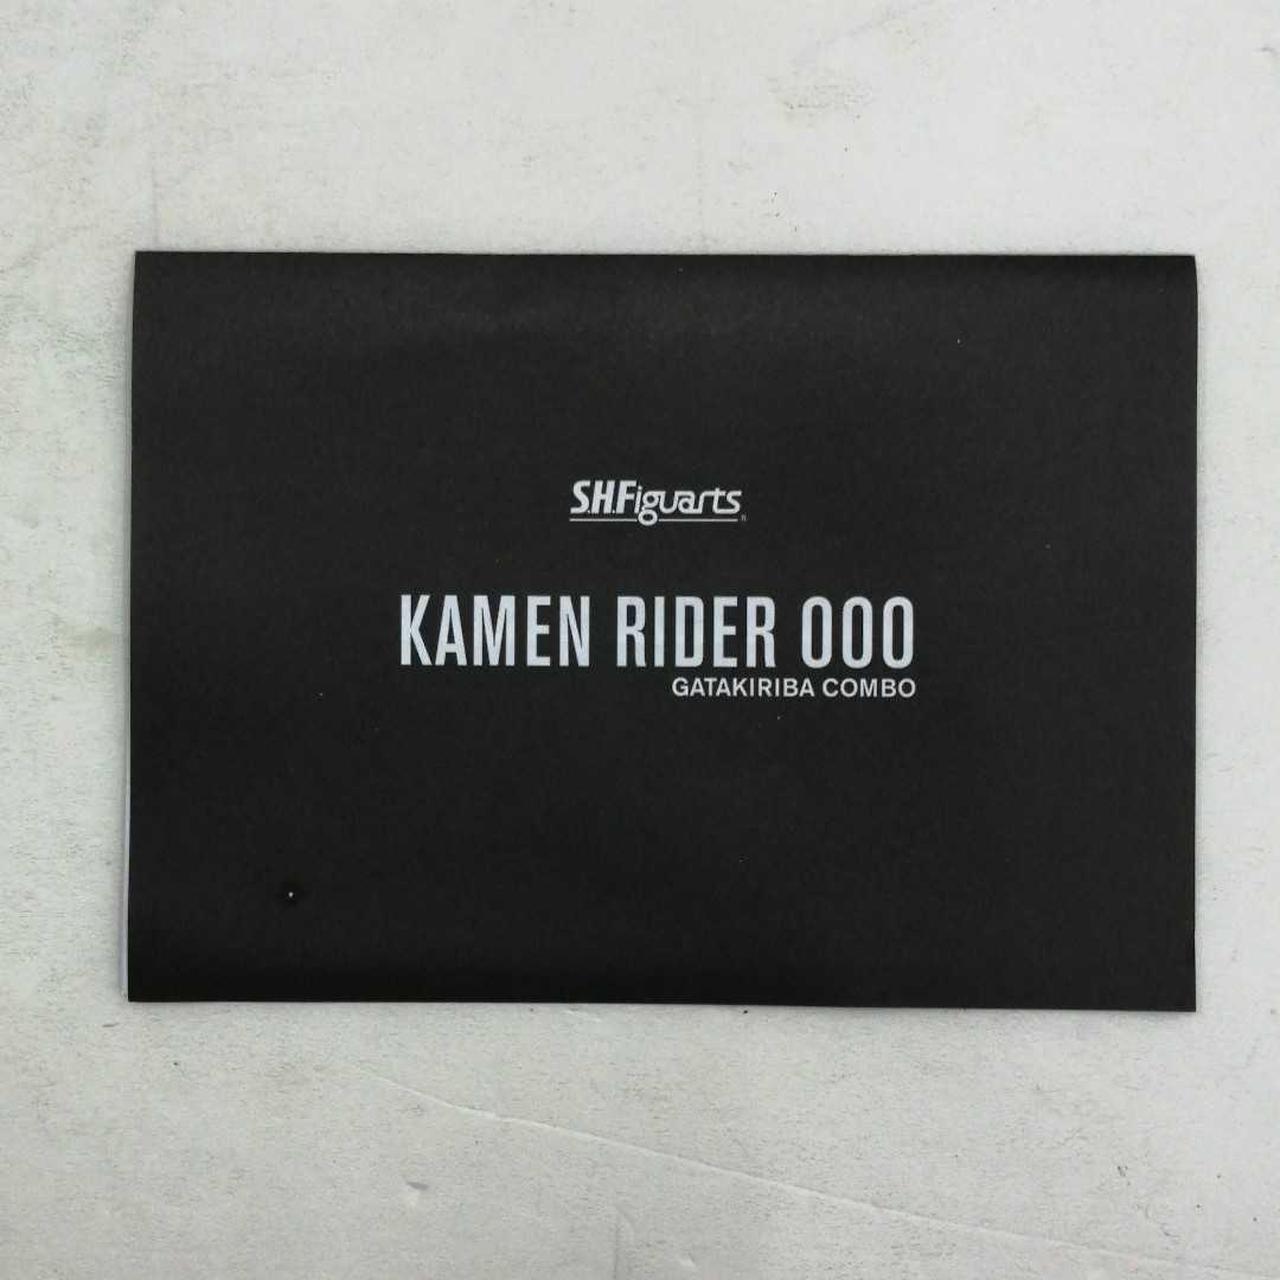 S.H.Figuarts
KAMEN RIDER OOO
GATAKIRIBA COMBO